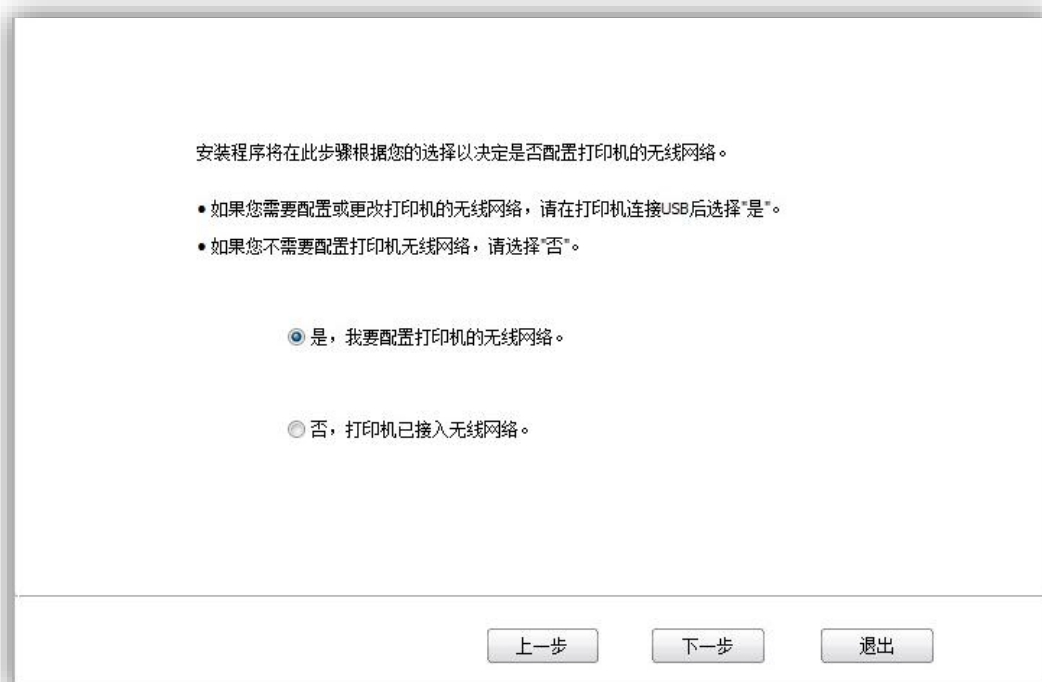 安装程序将在此步骤根据您的选择以决定是否配置打印机的无线网络。
• 如果您需要配置或更改打印机的无线网络，请在打印机连接USB后选择"是"。
• 如果您不需要配置打印机无线网络，请选择"否"。
是，我要配置打印机的无线网络。
否，打印机已接入无线网络。
上一步 下一步 退出